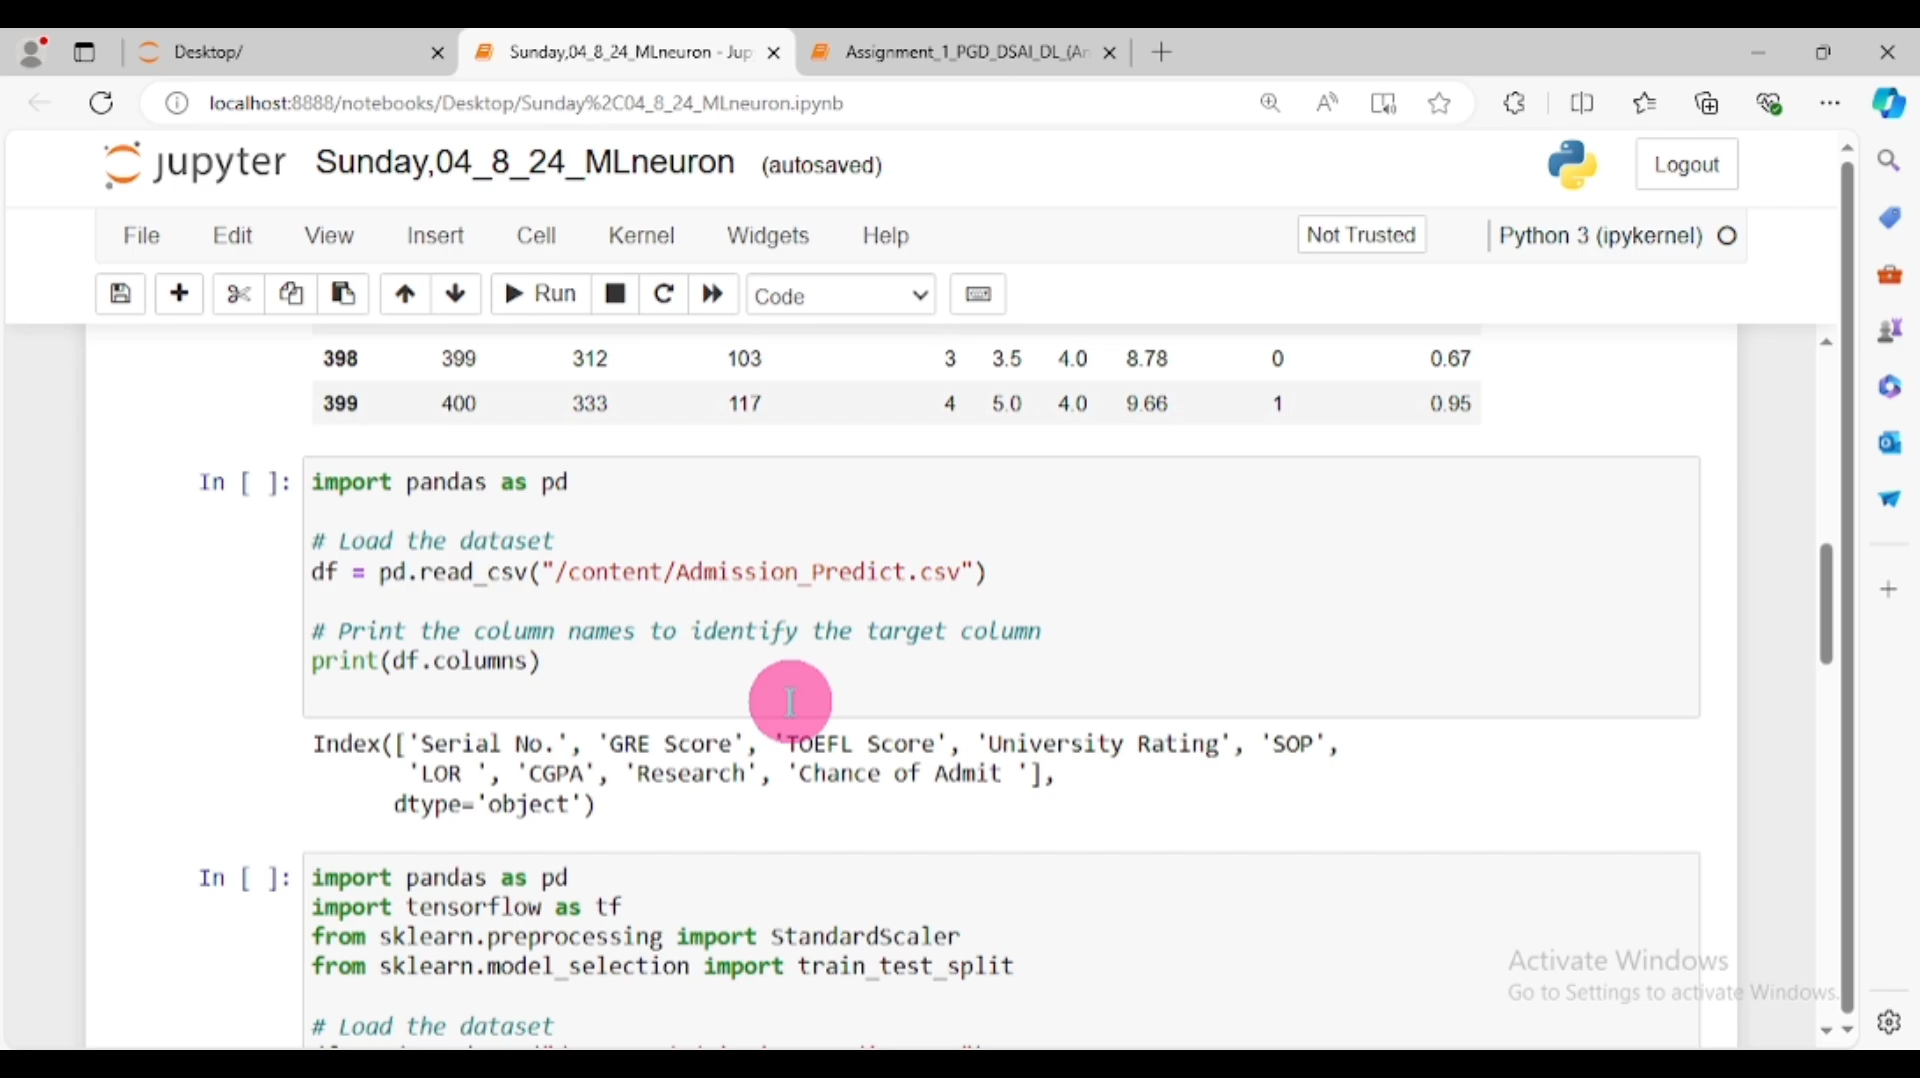 Desktop/
Sunday,04_8_24_MLneuron - Jup
Assignment_1_PGD_DSAI_DL_(An
localhost:8888/notebooks/Desktop/Sunday%2C04_8_24_MLneuron.ipynb
jupyter Sunday,04_8_24_MLneuron (autosaved)
Logout
File Edit View Insert Cell Kernel Widgets Help Not Trusted Python 3 (ipykernel)
Run Code
398 399 312 103 3 3.5 4.0 8.78 0 0.67
399 400 333 117 4 5.0 4.0 9.66 1 0.95
In [ ]: import pandas as pd
# Load the dataset
df = pd.read_csv("/content/Admission_Predict.csv")
# Print the column names to identify the target column
print(df.columns)
Index(['Serial No.', 'GRE Score', 'TOEFL Score', 'University Rating', 'SOP',
'LOR ', 'CGPA', 'Research', 'Chance of Admit '],
dtype='object')
In [ ]: import pandas as pd
import tensorflow as tf
from sklearn.preprocessing import StandardScaler
from sklearn.model_selection import train_test_split
# Load the dataset
Activate Windows
Go to Settings to activate Windows.